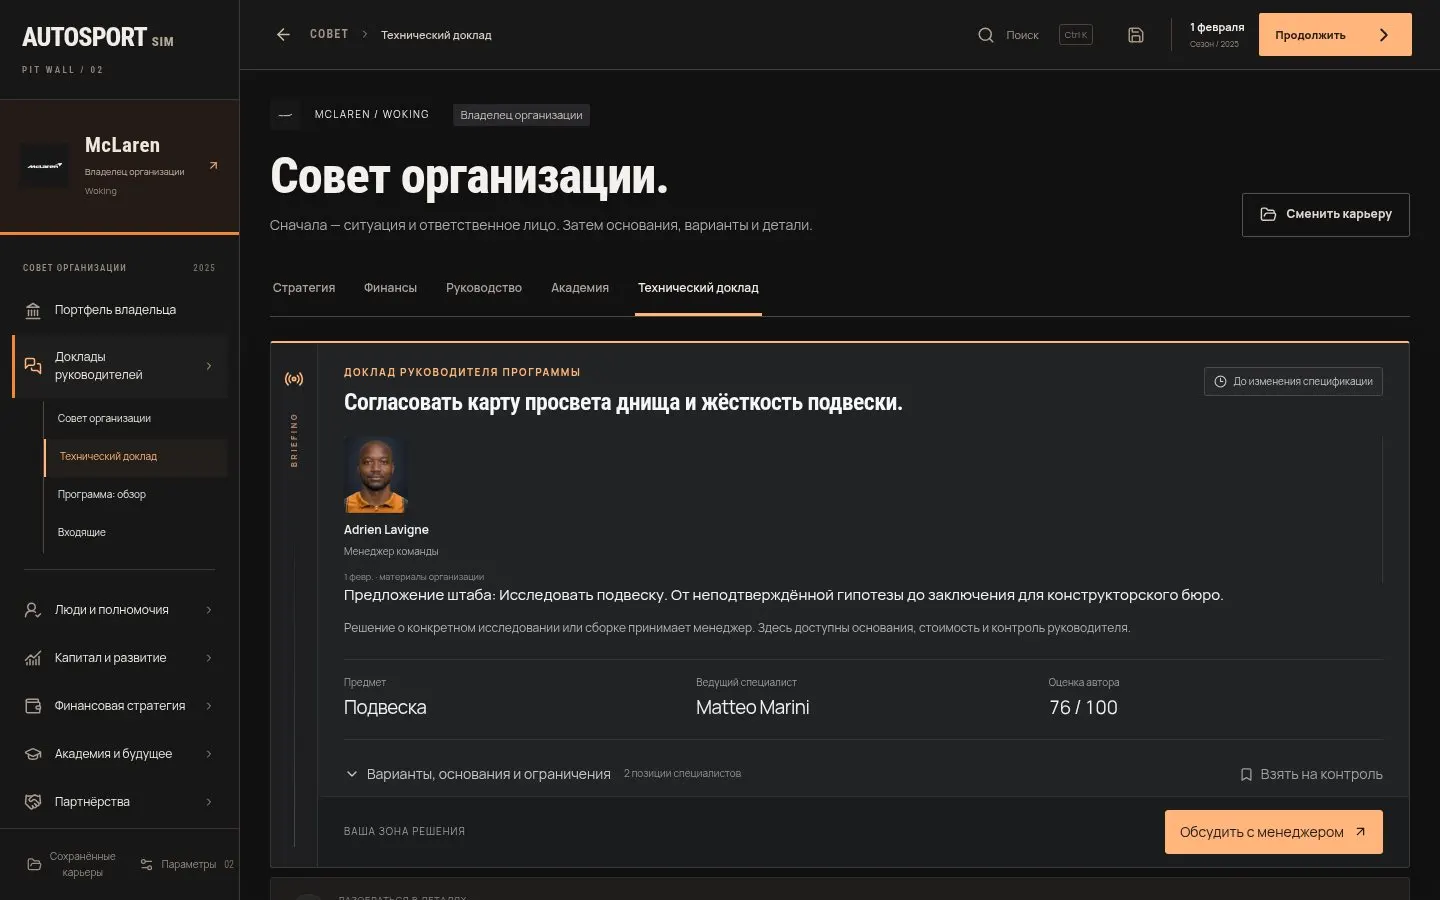 AUTOSPORT SIM
PIT WALL / 02
McLaren
McLaren
Владелец организации
Woking
СОВЕТ ОРГАНИЗАЦИИ 2025
Портфель владельца
Доклады
руководителей
Совет организации
Технический доклад
Программа: обзор
Входящие
Люди и полномочия
Капитал и развитие
Финансовая стратегия
Академия и будущее
Партнёрства
Сохранённые
карьеры
Параметры 02
СОВЕТ Технический доклад
Поиск Ctrl K
1 февраля
Сезон / 2025
Продолжить
MCLAREN / WOKING Владелец организации
Совет организации.
Сначала — ситуация и ответственное лицо. Затем основания, варианты и детали.
Сменить карьеру
Стратегия Финансы Руководство Академия Технический доклад
BRIEFING
ДОКЛАД РУКОВОДИТЕЛЯ ПРОГРАММЫ
До изменения спецификации
Согласовать карту просвета днища и жёсткость подвески.
Adrien Lavigne
Менеджер команды
1 февр. · материалы организации
Предложение штаба: Исследовать подвеску. От неподтверждённой гипотезы до заключения для конструкторского бюро.
Решение о конкретном исследовании или сборке принимает менеджер. Здесь доступны основания, стоимость и контроль руководителя.
Предмет Ведущий специалист Оценка автора
Подвеска Matteo Marini 76 / 100
Варианты, основания и ограничения 2 позиции специалистов
Взять на контроль
ВАША ЗОНА РЕШЕНИЯ
Обсудить с менеджером
РАЗОБРАТЬСЯ В ДЕТАЛЯХ